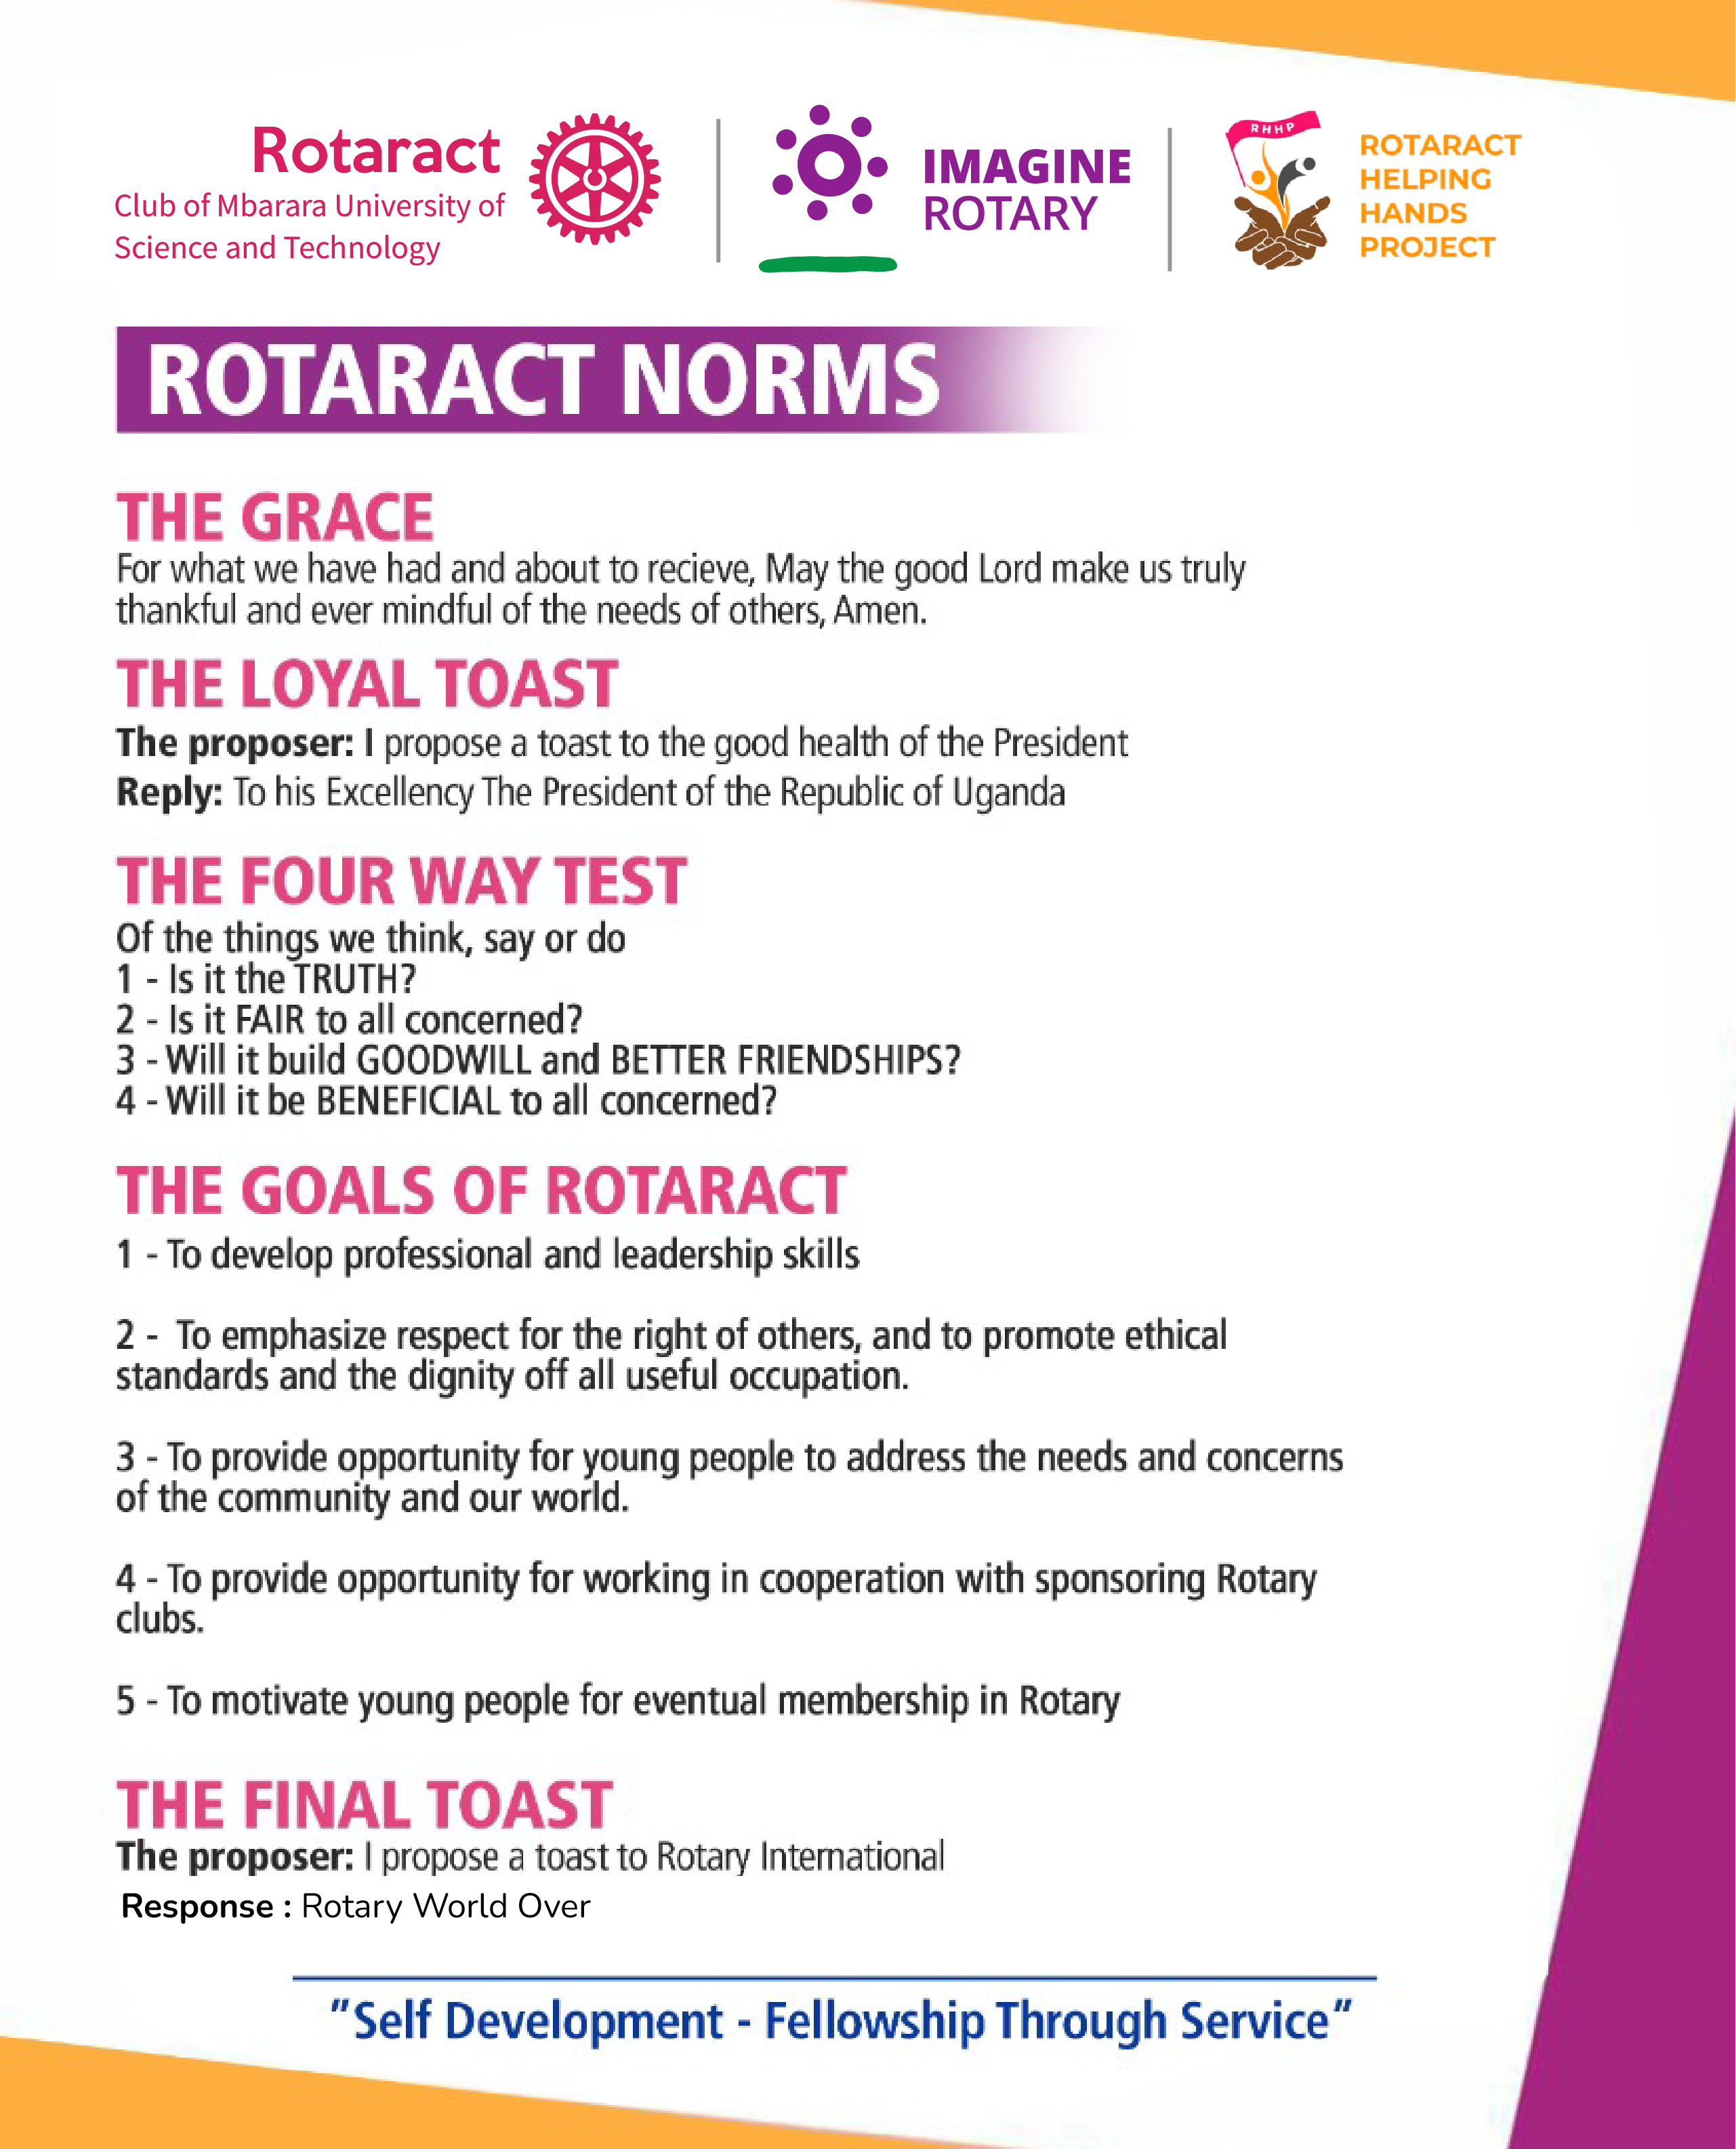 Rotaract
Club of Mbarara University of
Science and Technology
IMAGINE
ROTARY
RHHP
ROTARACT
HELPING
HANDS
PROJECT
ROTARACT NORMS
THE GRACE
For what we have had and about to recieve, May the good Lord make us truly
thankful and ever mindful of the needs of others, Amen.
THE LOYAL TOAST
The proposer: I propose a toast to the good health of the President
Reply: To his Excellency The President of the Republic of Uganda
THE FOUR WAY TEST
Of the things we think, say or do
1 - Is it the TRUTH?
2 - Is it FAIR to all concerned?
3 - Will it build GOODWILL and BETTER FRIENDSHIPS?
4 - Will it be BENEFICIAL to all concerned?
THE GOALS OF ROTARACT
1 - To develop professional and leadership skills
2 - To emphasize respect for the right of others, and to promote ethical
standards and the dignity off all useful occupation.
3 - To provide opportunity for young people to address the needs and concerns
of the community and our world.
4 - To provide opportunity for working in cooperation with sponsoring Rotary
clubs.
5 - To motivate young people for eventual membership in Rotary
THE FINAL TOAST
The proposer: I propose a toast to Rotary International
Response : Rotary World Over
"Self Development - Fellowship Through Service"